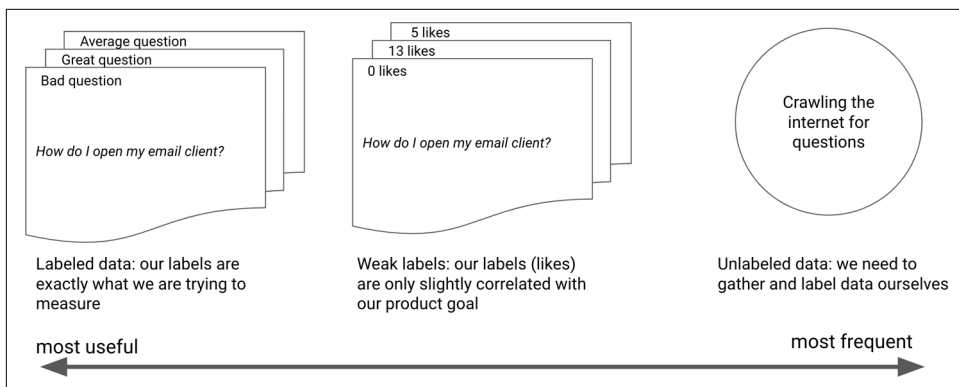 Average question
Great question
Bad question
How do I open my email client?
5 likes
13 likes
0 likes
How do I open my email client?
Crawling the
internet for
questions
Labeled data: our labels are
exactly what we are trying to
measure
Weak labels: our labels (likes)
are only slightly correlated with
our product goal
Unlabeled data: we need to
gather and label data ourselves
most useful
most frequent